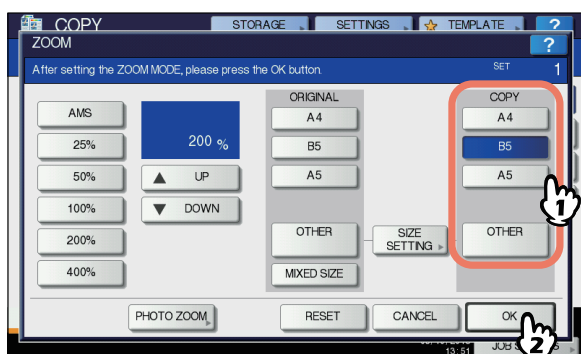 COPY STORAGE SETTINGS TEMPLATE ?
ZOOM ?
After setting the ZOOM MODE, please press the OK button. SET 1
ORIGINAL COPY
AMS A4 A4
25% 200 % B5 B5
50% UP A5 A5
100% DOWN
200% OTHER SIZE SETTING OTHER
400% MIXED SIZE
PHOTO ZOOM RESET CANCEL OK
1
2
13:51